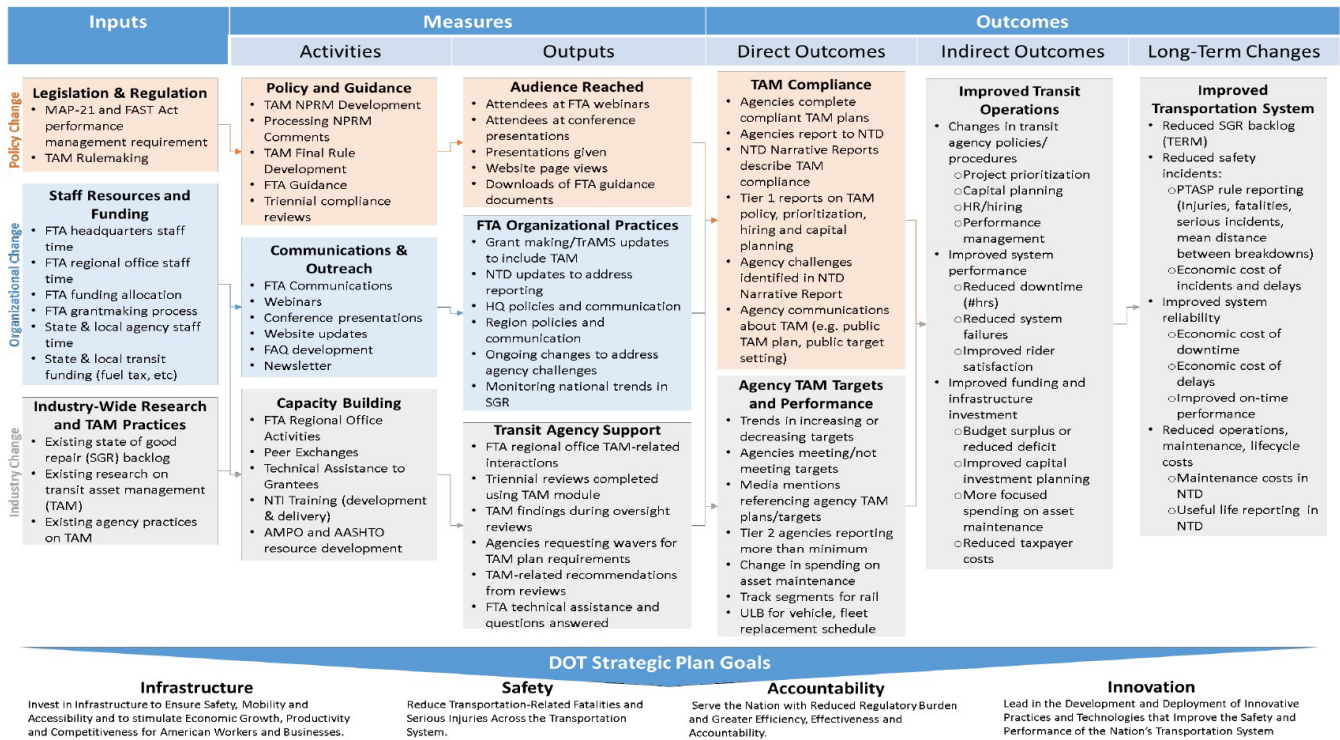 Inputs
Measures
Outcomes
Activities
Outputs
Direct Outcomes
Indirect Outcomes
Long-Term Changes
Policy Change
Organizational Change
Industry Change
Legislation & Regulation
• MAP-21 and FAST Act
performance
management requirement
• TAM Rulemaking
Staff Resources and
Funding
• FTA headquarters staff
time
• FTA regional office staff
time
• FTA funding allocation
• FTA grantmaking process
• State & local agency staff
time
• State & local transit
funding (fuel tax, etc)
Industry-Wide Research
and TAM Practices
• Existing state of good
repair (SGR) backlog
• Existing research on
transit asset management
(TAM)
• Existing agency practices
on TAM
Policy and Guidance
• TAM NPRM Development
• Processing NPRM
Comments
• TAM Final Rule
Development
• FTA Guidance
• Triennial compliance
reviews
Communications &
Outreach
• FTA Communications
• Webinars
• Conference presentations
• Website updates
• FAQ development
• Newsletter
Capacity Building
• FTA Regional Office
Activities
• Peer Exchanges
• Technical Assistance to
Grantees
• NTI Training (development
& delivery)
• AMPO and AASHTO
resource development
Audience Reached
• Attendees at FTA webinars
• Attendees at conference
presentations
• Presentations given
• Website page views
• Downloads of FTA guidance
documents
FTA Organizational Practices
• Grant making/TrAMS updates
to include TAM
• NTD updates to address
reporting
• HQ policies and communication
• Region policies and
communication
• Ongoing changes to address
agency challenges
• Monitoring national trends in
SGR
Transit Agency Support
• FTA regional office TAM-related
interactions
• Triennial reviews completed
using TAM module
• TAM findings during oversight
reviews
• Agencies requesting wavers for
TAM plan requirements
• TAM-related recommendations
from reviews
• FTA technical assistance and
questions answered
TAM Compliance
• Agencies complete
compliant TAM plans
• Agencies report to NTD
• NTD Narrative Reports
describe TAM
compliance
• Tier 1 reports on TAM
policy, prioritization,
hiring and capital
planning
• Agency challenges
identified in NTD
Narrative Report
• Agency communications
about TAM (e.g. public
TAM plan, public target
setting)
Agency TAM Targets
and Performance
• Trends in increasing or
decreasing targets
• Agencies meeting/not
meeting targets
• Media mentions
referencing agency TAM
plans/targets
• Tier 2 agencies reporting
more than minimum
• Change in spending on
asset maintenance
• Track segments for rail
• ULB for vehicle, fleet
replacement schedule
Improved Transit
Operations
• Changes in transit
agency policies/
procedures
o Project prioritization
o Capital planning
o HR/hiring
o Performance
management
• Improved system
performance
o Reduced downtime
(#hrs)
o Reduced system
failures
o Improved rider
satisfaction
• Improved funding and
infrastructure
investment
o Budget surplus or
reduced deficit
o Improved capital
investment planning
o More focused
spending on asset
maintenance
o Reduced taxpayer
costs
Improved
Transportation System
• Reduced SGR backlog
(TERM)
• Reduced safety
incidents:
o PTASP rule reporting
(Injuries, fatalities,
serious incidents,
mean distance
between breakdowns)
o Economic cost of
incidents and delays
• Improved system
reliability
o Economic cost of
downtime
o Economic cost of
delays
o Improved on-time
performance
• Reduced operations,
maintenance, lifecycle
costs
o Maintenance costs in
NTD
o Useful life reporting in
NTD
DOT Strategic Plan Goals
Infrastructure
Invest in Infrastructure to Ensure Safety, Mobility and
Accessibility and to stimulate Economic Growth, Productivity
and Competitiveness for American Workers and Businesses.
Safety
Reduce Transportation-Related Fatalities and
Serious Injuries Across the Transportation
System.
Accountability
Serve the Nation with Reduced Regulatory Burden
and Greater Efficiency, Effectiveness and
Accountability.
Innovation
Lead in the Development and Deployment of Innovative
Practices and Technologies that Improve the Safety and
Performance of the Nation's Transportation System